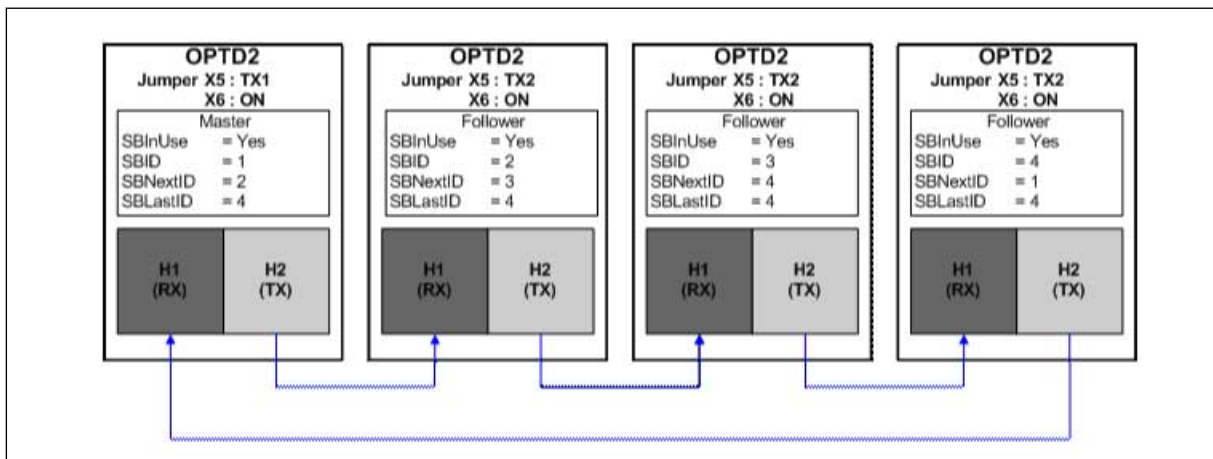 OPTD2
Jumper X5 : TX1
X6 : ON
Master
SBInUse = Yes
SBID = 1
SBNextID = 2
SBLastID = 4
H1
(RX)
H2
(TX)
OPTD2
Jumper X5 : TX2
X6 : ON
Follower
SBInUse = Yes
SBID = 2
SBNextID = 3
SBLastID = 4
H1
(RX)
H2
(TX)
OPTD2
Jumper X5 : TX2
X6 : ON
Follower
SBInUse = Yes
SBID = 3
SBNextID = 4
SBLastID = 4
H1
(RX)
H2
(TX)
OPTD2
Jumper X5 : TX2
X6 : ON
Follower
SBInUse = Yes
SBID = 4
SBNextID = 1
SBLastID = 4
H1
(RX)
H2
(TX)